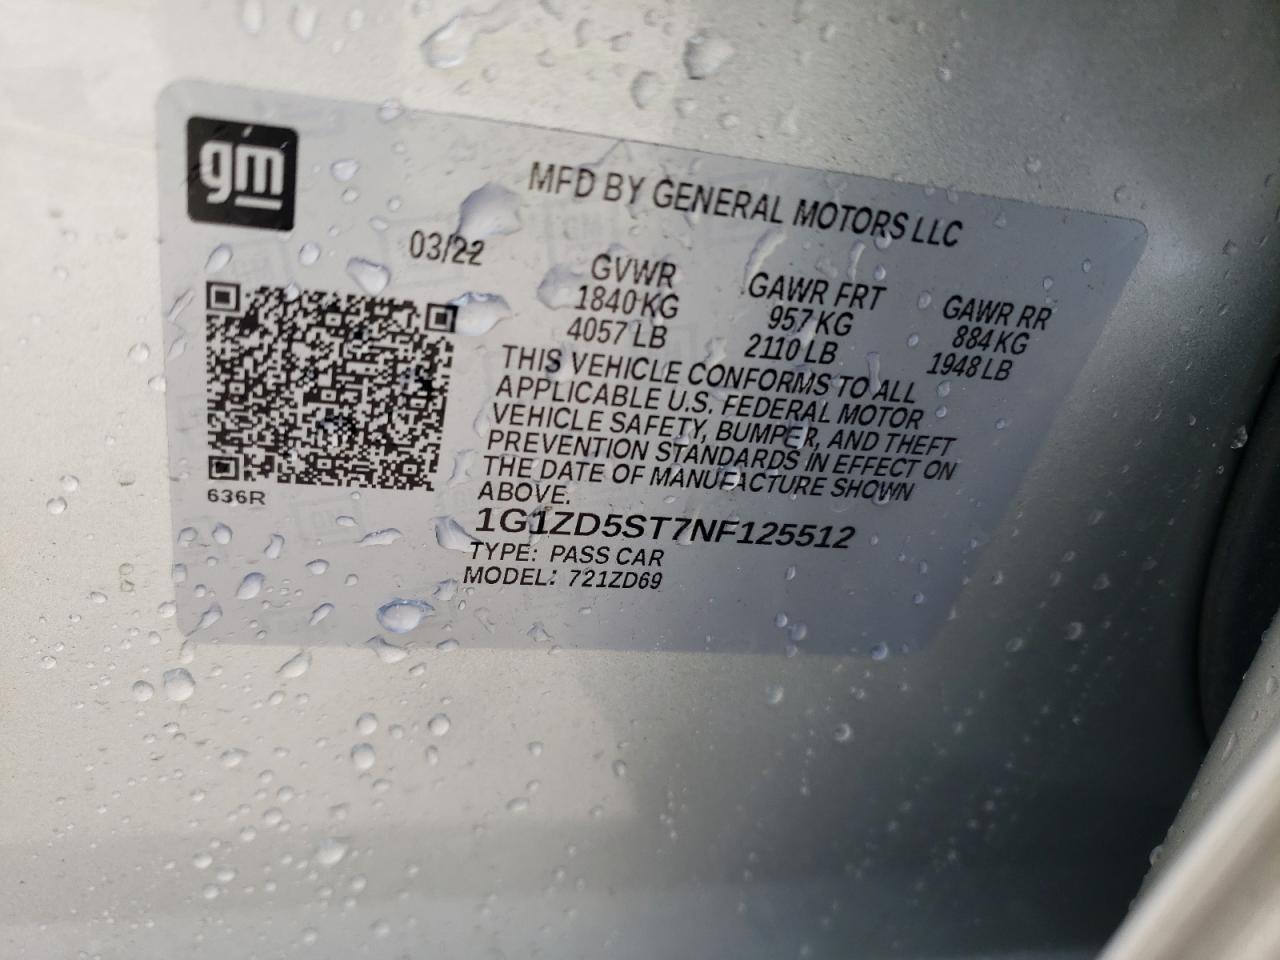 gm
MFD BY GENERAL MOTORS LLC
03/22
GVWR GAWR FRT GAWR RR
1840 KG 957 KG 884 KG
4057 LB 2110 LB 1948 LB
THIS VEHICLE CONFORMS TO ALL
APPLICABLE U.S. FEDERAL MOTOR
VEHICLE SAFETY, BUMPER, AND THEFT
PREVENTION STANDARDS IN EFFECT ON
THE DATE OF MANUFACTURE SHOWN
ABOVE.
636R
1G1ZD5ST7NF125512
TYPE: PASS CAR
MODEL: 721ZD69